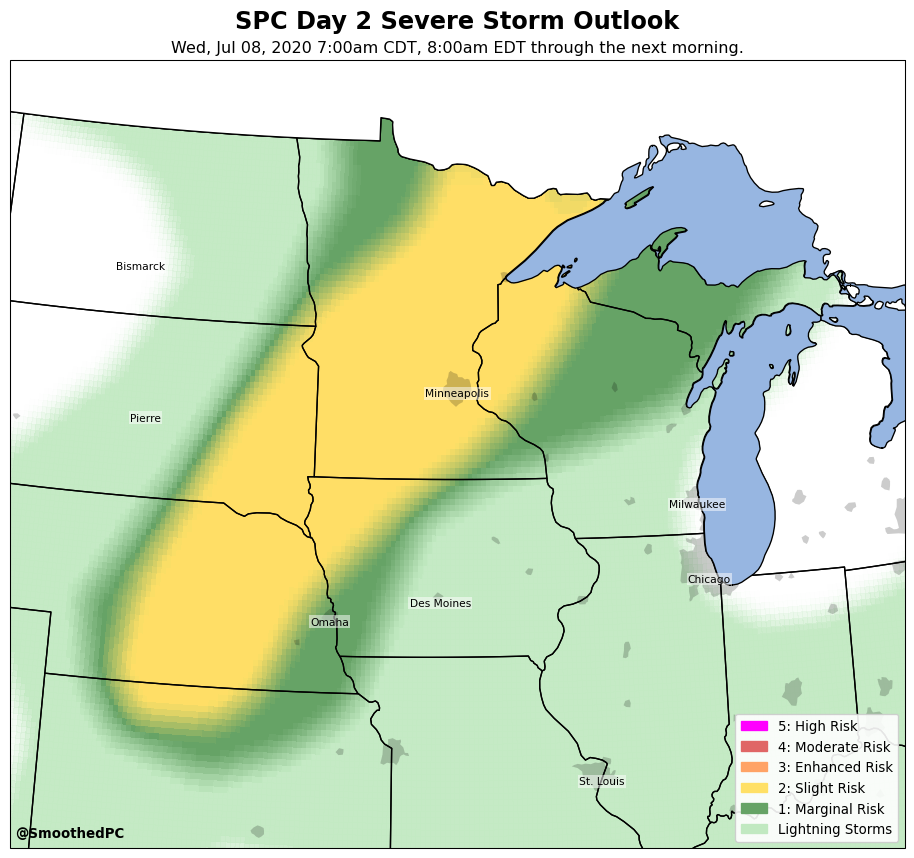 SPC Day 2 Severe Storm Outlook
Wed, Jul 08, 2020 7:00am CDT, 8:00am EDT through the next morning.
Bismarck
Minneapolis
Pierre
Milwaukee
Chicago
Des Moines
Omaha
St. Louis
5: High Risk
4: Moderate Risk
3: Enhanced Risk
2: Slight Risk
1: Marginal Risk
Lightning Storms
@SmoothedPC